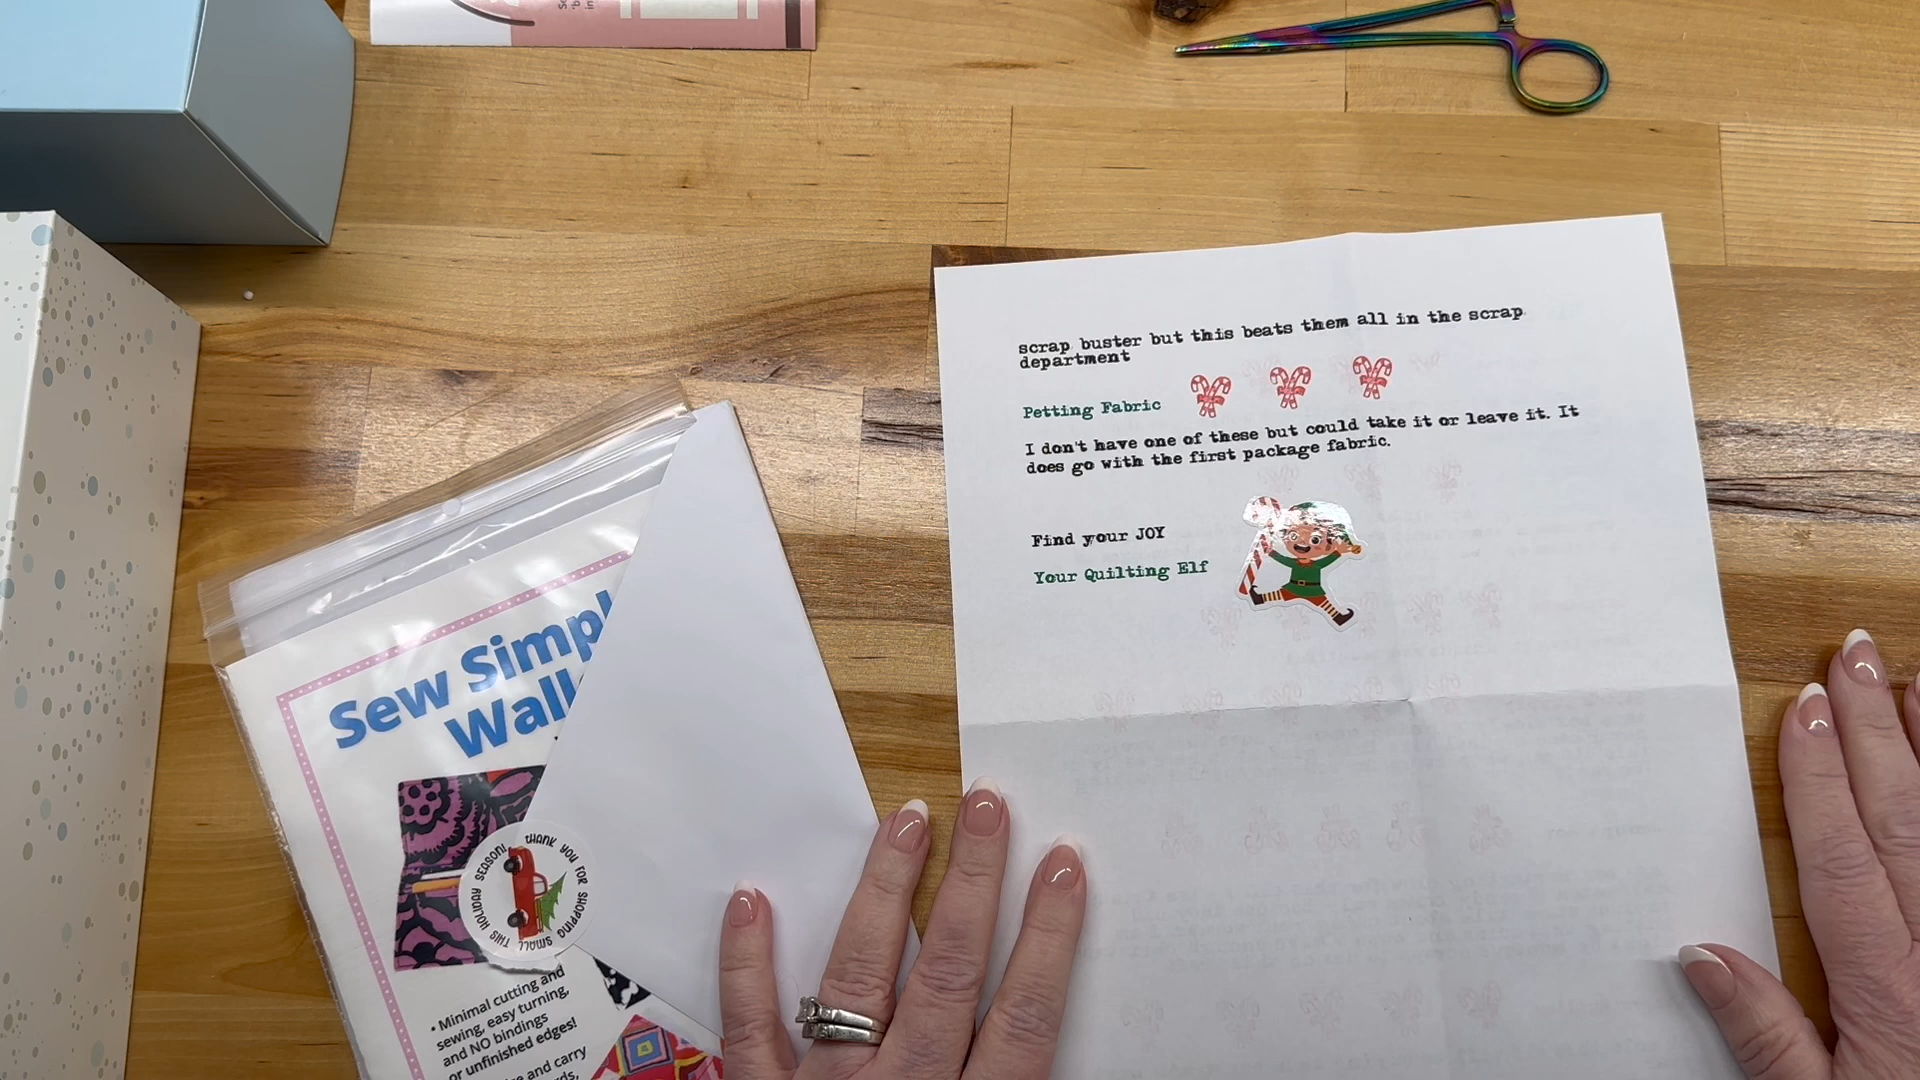 scrap buster but this beats them all in the scrap
department
Petting Fabric
I don't have one of these but could take it or leave it. It
does go with the first package fabric.
Find your JOY
Your Quilting Elf
Sew Simpl
Wall
THANK YOU FOR SHOPPING SMALL THIS HOLIDAY SEASON!
• Minimal cutting and
sewing, easy turning,
and NO bindings
or unfinished edges!
and carry